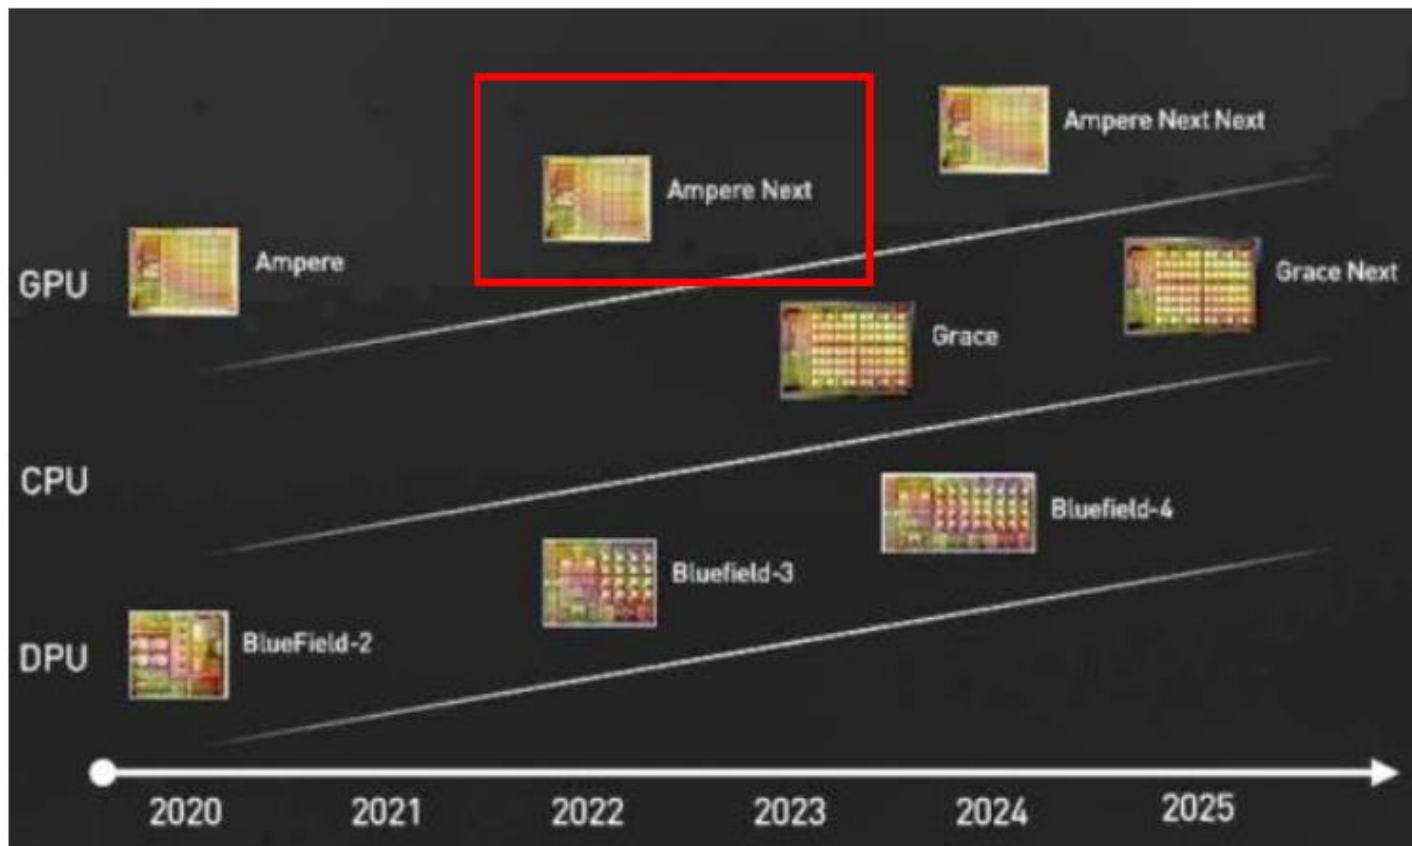 Ampere Next Next
Ampere Next
GPU
Ampere
Grace Next
Grace
CPU
Bluefield-4
Bluefield-3
DPU
BlueField-2
2020
2021
2022
2023
2024
2025